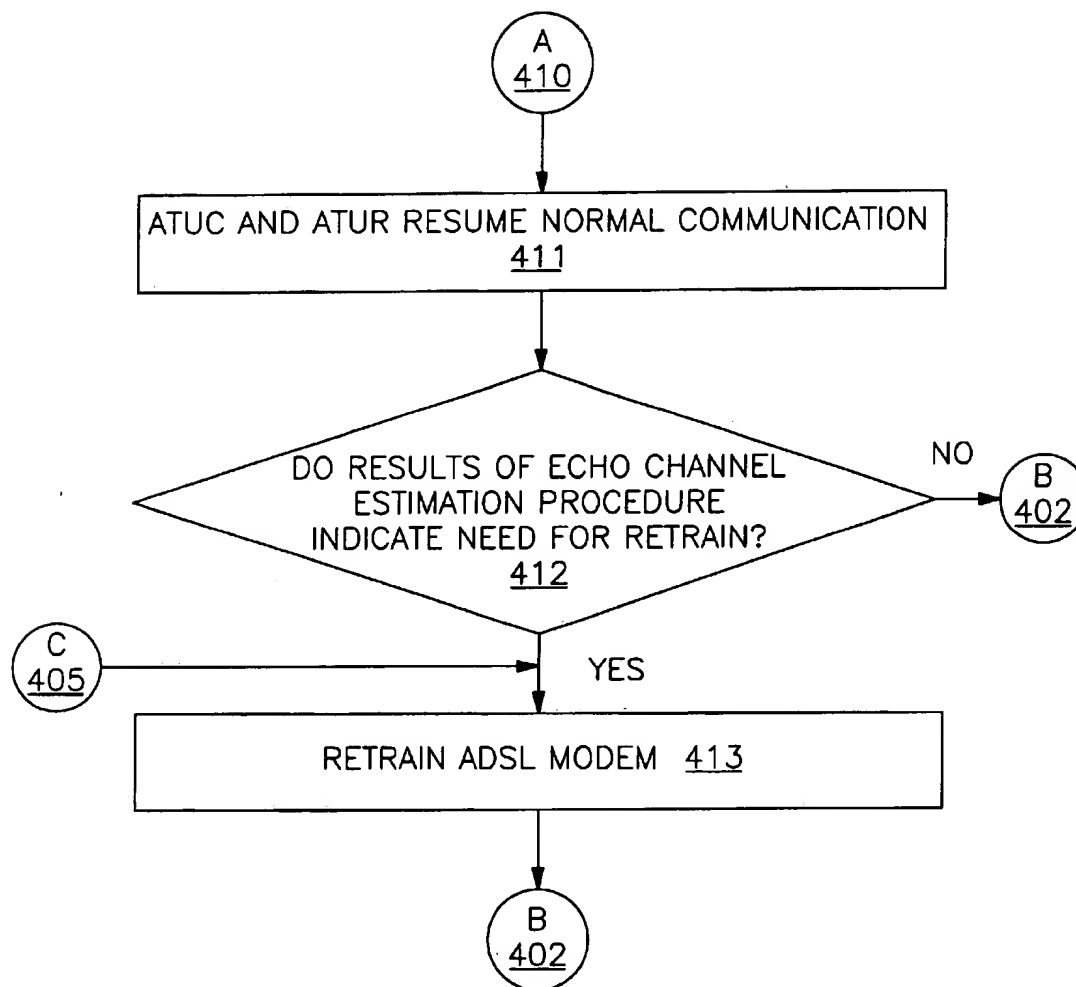 A
410
ATUC AND ATUR RESUME NORMAL COMMUNICATION
411
DO RESULTS OF ECHO CHANNEL
ESTIMATION PROCEDURE
INDICATE NEED FOR RETRAIN?
412
NO
B
402
C
405
YES
RETRAIN ADSL MODEM 413
B
402